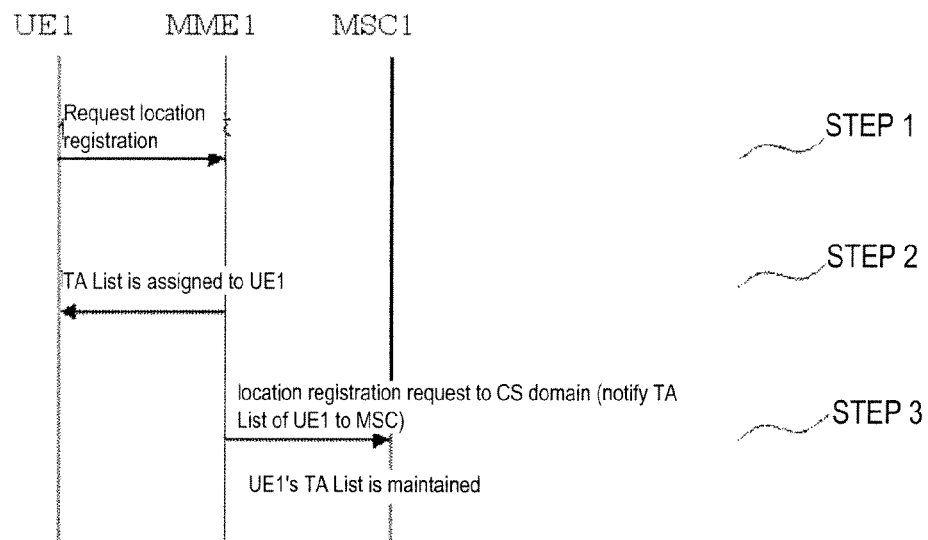 UE1 MME1 MSC1
Request location
registration
STEP 1
TA List is assigned to UE1
STEP 2
location registration request to CS domain (notify TA
List of UE1 to MSC)
STEP 3
UE1's TA List is maintained